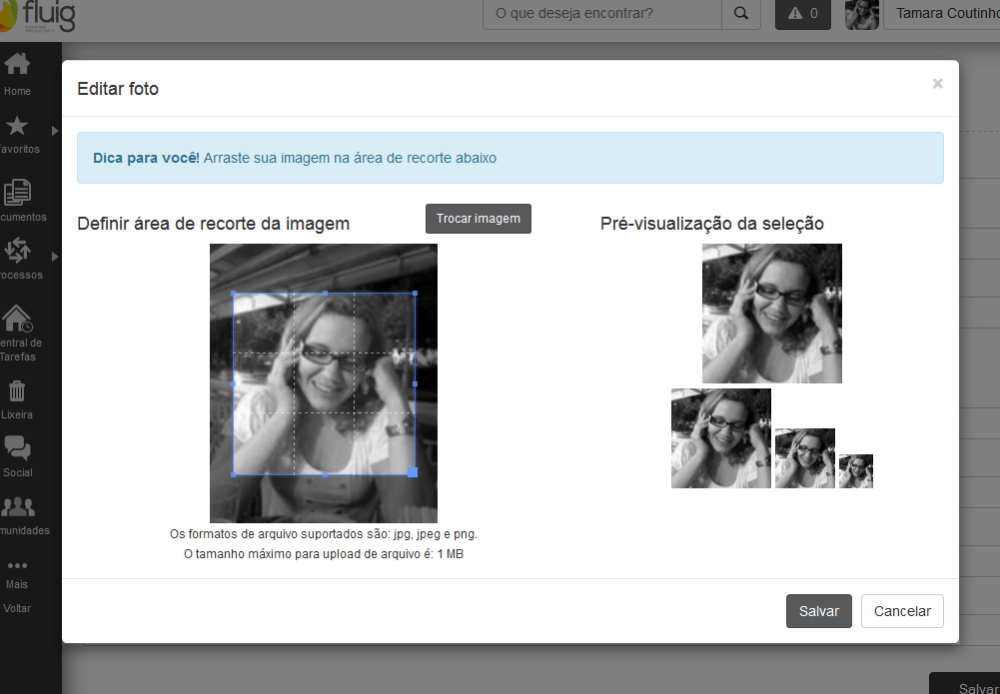 fluig
O que deseja encontrar?
0
Tamara Coutinho
Home
avoritos
cumentos
rocessos
entral de
Tarefas
Lixeira
Social
munidades
Mais
Voltar
Editar foto
×
Dica para você! Arraste sua imagem na área de recorte abaixo
Definir área de recorte da imagem
Trocar imagem
Pré-visualização da seleção
Os formatos de arquivo suportados são: jpg, jpeg e png.
O tamanho máximo para upload de arquivo é: 1 MB
Salvar
Cancelar
Salvar